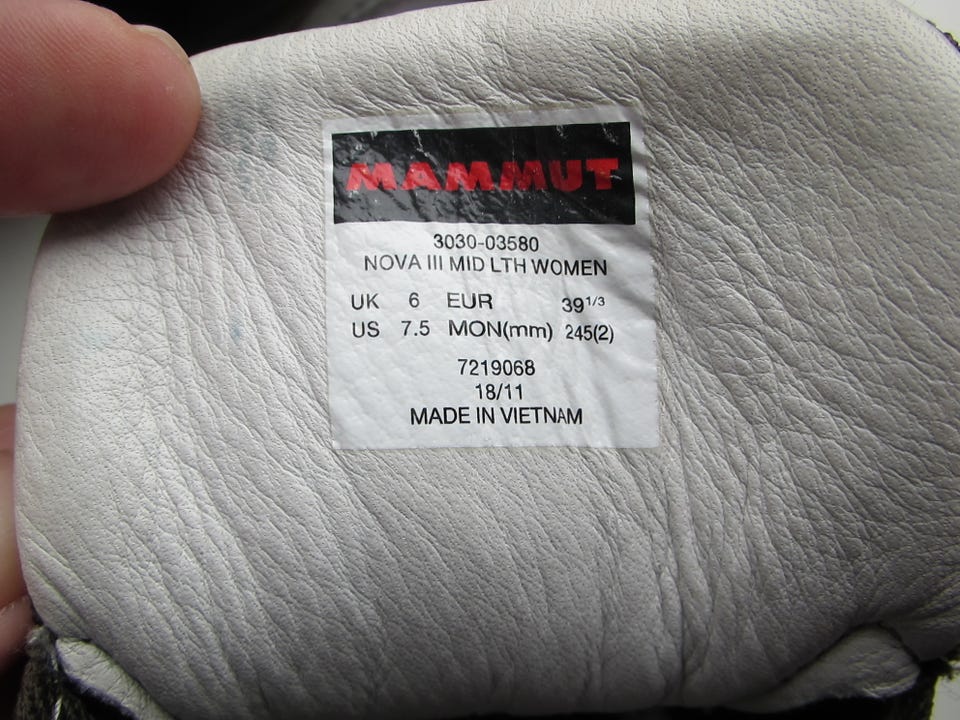 MAMMUT
3030-03580
NOVA III MID LTH WOMEN
UK 6 EUR 39 1/3
US 7.5 MON(mm) 245(2)
7219068
18/11
MADE IN VIETNAM